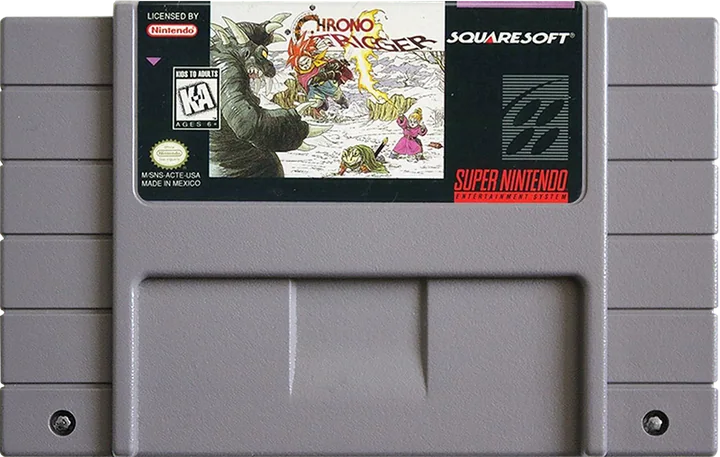 LICENSED BY
Nintendo®
KIDS TO ADULTS
KA
AGES 6+
M/SNS-ACTE-USA
MADE IN MEXICO
CHRONO
TRIGGER
SQUARESOFT®
SUPER NINTENDO
ENTERTAINMENT SYSTEM